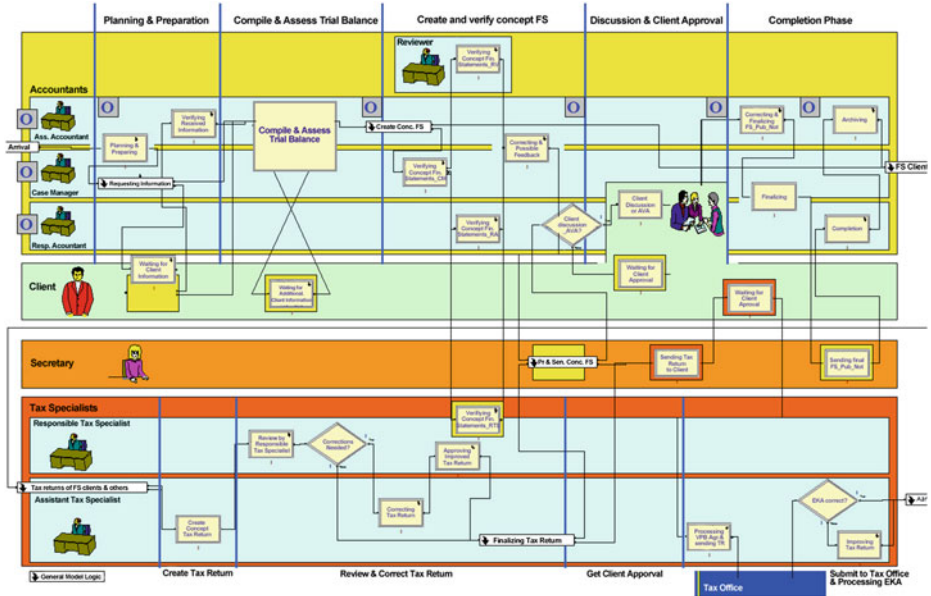 Planning & Preparation
Compile & Assess Trial Balance
Create and verify concept FS
Discussion & Client Approval
Completion Phase
Reviewer
Verifying
Concept Fin.
Accountants
O
O
O
O
O
O
Ass. Accountant
Verifying
Received
Information
Compile & Assess
Trial Balance
Create Conc. FS
Correcting &
Finalizing
FS_Pub_Not
Archiving
Arrival
Planning &
Preparing
Correcting &
Possible
Feedback
O
Case Manager
Requesting Information
Verifying
Concept Fin.
Statements_CM
FS Client
Client
Discussion
or AVA
Finalizing
O
Resp. Accountant
Verifying
Concept Fin.
Statements_RA
Client
discussion
_AVA?
Completion
Client
Waiting for
Client
Information
Waiting for
Additional
Client Information
Waiting for
Client
Approval
Waiting for
Client
Aproval
Secretary
Pr & Sen. Conc. FS
Sending Tax
Return
to Client
Sending final
FS_Pub_Not
Tax Specialists
Responsible Tax Specialist
Verifying
Concept Fin.
Statements_RTS
Review by
Responsible
Tax Specialist
Corrections
Needed?
Approving
Improved
Tax Return
Tax returns of FS clients & others
Assistant Tax Specialist
Create
Concept
Tax Return
Correcting
Tax Return
Finalizing Tax Return
EKA correct?
Processing
VPB Agr &
sending TR
Improving
Tax Return
General Model Logic
Create Tax Return
Review & Correct Tax Return
Get Client Apporval
Tax Office
Submit to Tax Office
& Processing EKA